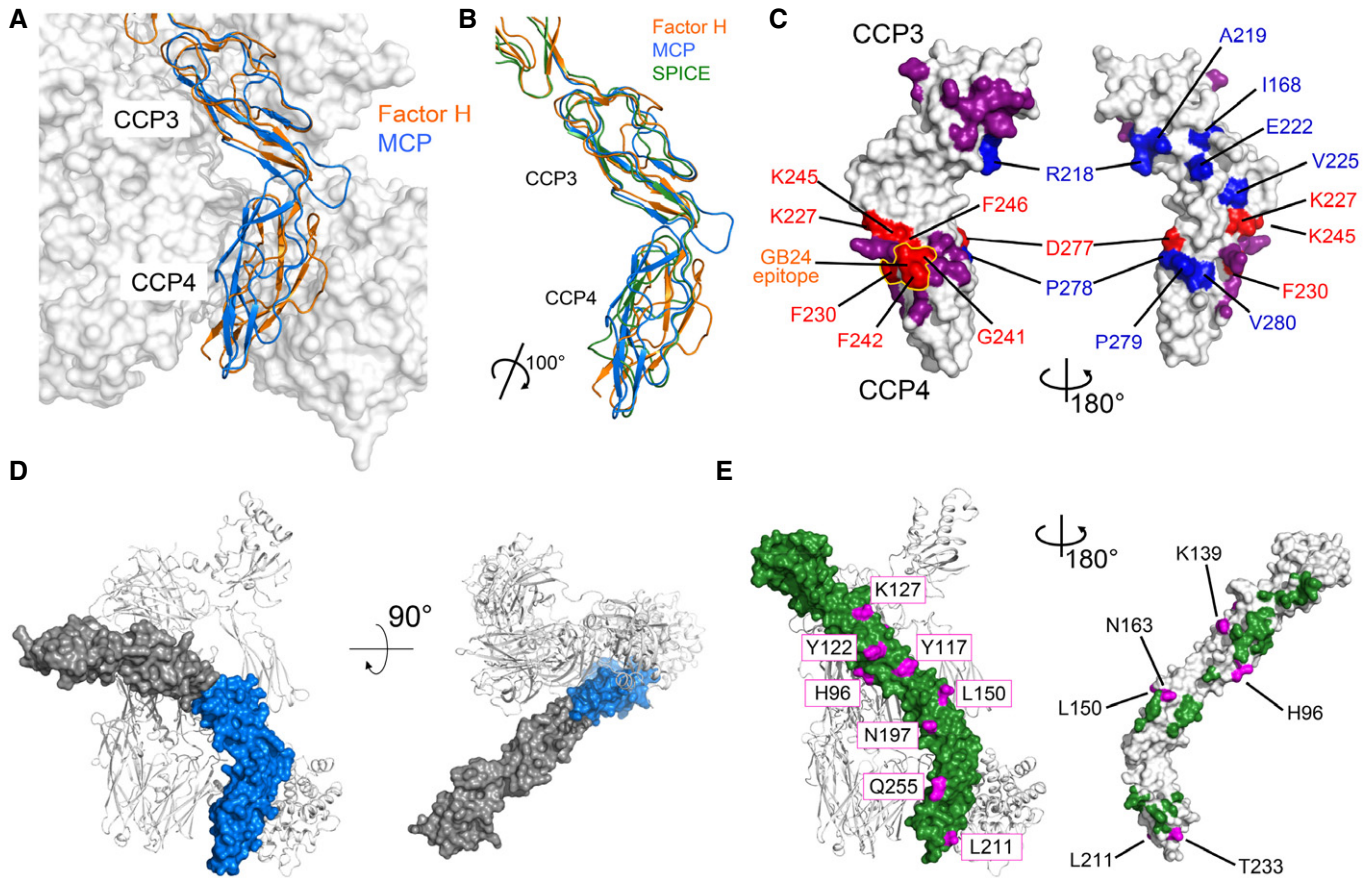 A
CCP3
CCP4
Factor H
MCP
B
Factor H
MCP
SPICE
CCP3
CCP4
100°
C
CCP3
A219
I168
E222
V225
R218
K245
K227
F246
K227
K245
D277
GB24
epitope
P278
F230
F230
F242
G241
P279
V280
CCP4
180°
D
90°
E
180°
K127
Y122
Y117
H96
L150
N197
Q255
L211
K139
N163
L150
H96
L211
T233